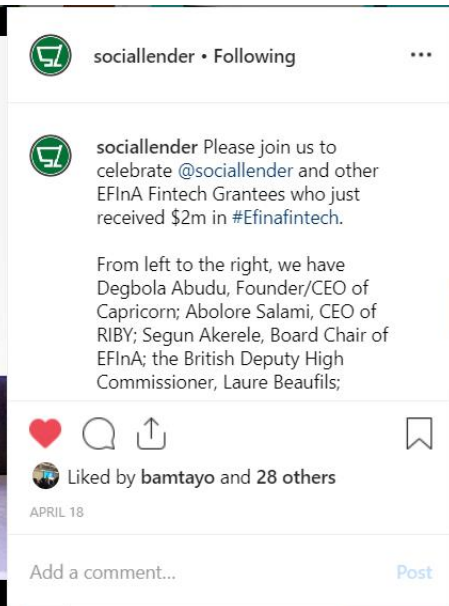 sociallender • Following
sociallender Please join us to
celebrate @sociallender and other
EFInA Fintech Grantees who just
received $2m in #Efinafintech.
From left to the right, we have
Degbola Abudu, Founder/CEO of
Capricorn; Abolore Salami, CEO of
RIBY; Segun Akerele, Board Chair of
EFInA; the British Deputy High
Commissioner, Laure Beaufils;
Liked by bamtayo and 28 others
APRIL 18
Add a comment...
Post